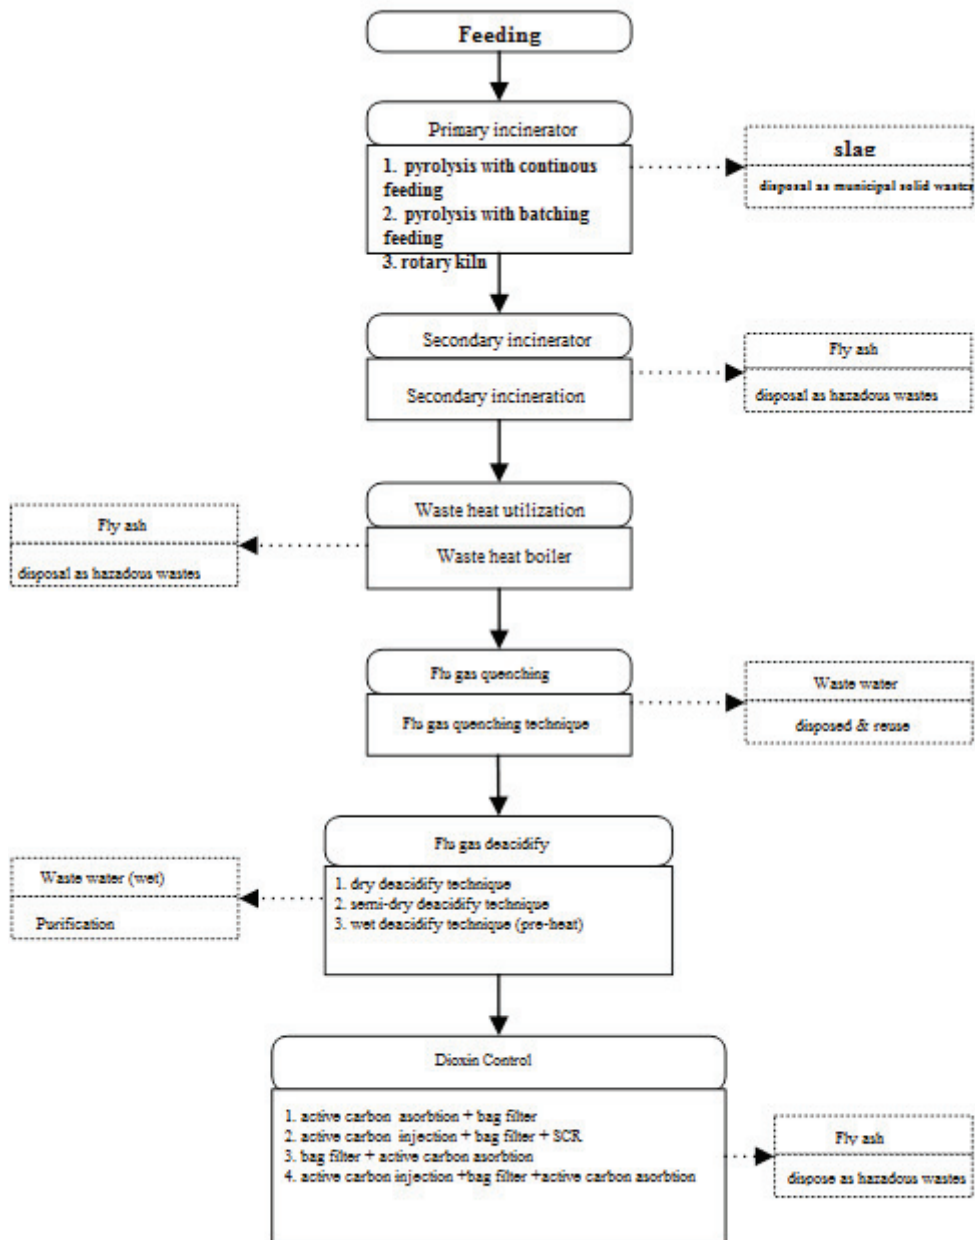 Feeding
Primary incinerator
1. pyrolysis with continous
feeding
2. pyrolysis with batching
feeding
3. rotary kiln
slag
disposal as municipal solid wastes
Secondary incinerator
Secondary incineration
Fly ash
disposal as hazadous wastes
Waste heat utilization
Waste heat boiler
Fly ash
disposal as hazadous wastes
Flu gas quenching
Flu gas quenching technique
Waste water
disposed & reuse
Flu gas deacidify
1. dry deacidify technique
2. semi-dry deacidify technique
3. wet deacidify technique (pre-heat)
Waste water (wet)
Purification
Dioxin Control
1. active carbon asorbtion + bag filter
2. active carbon injection + bag filter + SCR
3. bag filter + active carbon asorbtion
4. active carbon injection +bag filter +active carbon asorbtion
Fly ash
dispose as hazadous wastes